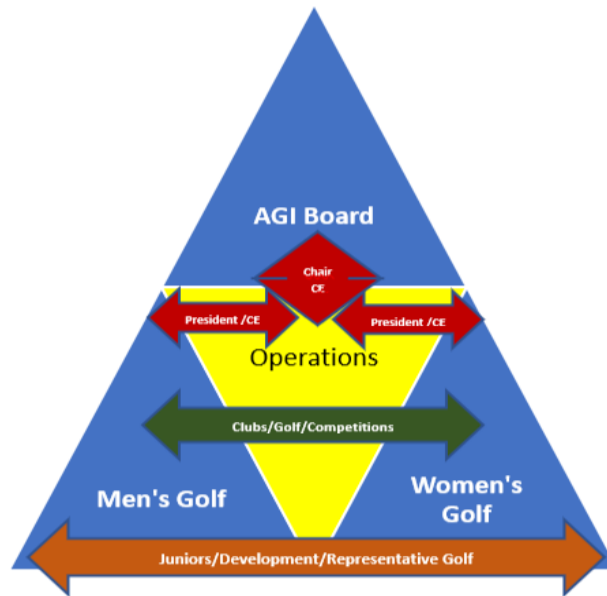 AGI Board
Chair
CE
President /CE
President /CE
Operations
Clubs/Golf/Competitions
Men's Golf
Women's
Golf
Juniors/Development/Representative Golf